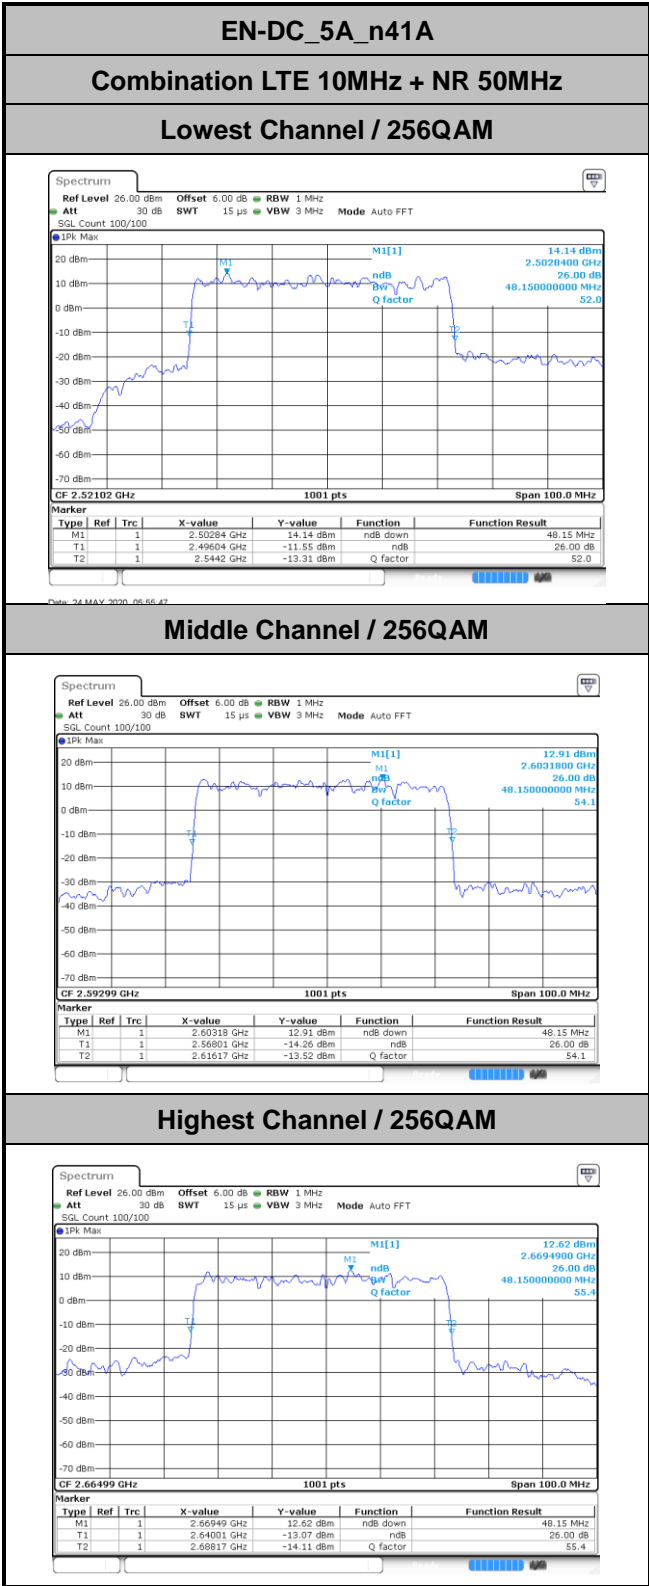 EN-DC_5A_n41A
Combination LTE 10MHz + NR 50MHz
Lowest Channel / 256QAM
Spectrum
Ref Level 26.00 dBm Offset 6.00 dB RBW 1 MHz
Att 30 dB SWT 15 µs VBW 3 MHz Mode Auto FFT
SGL Count 100/100
1Pk Max
M1[1] 14.14 dBm
2.5028400 GHz
ndB 26.00 dB
Bw 48.150000000 MHz
Q factor 52.0
M1
T1
T2
20 dBm
10 dBm
0 dBm
-10 dBm
-20 dBm
-30 dBm
-40 dBm
-50 dBm
-60 dBm
-70 dBm
CF 2.52102 GHz 1001 pts Span 100.0 MHz
Marker
Type Ref Trc X-value Y-value Function Function Result
M1 1 2.50284 GHz 14.14 dBm ndB down 48.15 MHz
T1 1 2.49604 GHz -11.55 dBm ndB 26.00 dB
T2 1 2.5442 GHz -13.31 dBm Q factor 52.0
Date: 24 MAY 2020 05:55:47
Middle Channel / 256QAM
Spectrum
Ref Level 26.00 dBm Offset 6.00 dB RBW 1 MHz
Att 30 dB SWT 15 µs VBW 3 MHz Mode Auto FFT
SGL Count 100/100
1Pk Max
M1[1] 12.91 dBm
2.6031800 GHz
ndB 26.00 dB
Bw 48.150000000 MHz
Q factor 54.1
M1
T1
T2
20 dBm
10 dBm
0 dBm
-10 dBm
-20 dBm
-30 dBm
-40 dBm
-50 dBm
-60 dBm
-70 dBm
CF 2.59299 GHz 1001 pts Span 100.0 MHz
Marker
Type Ref Trc X-value Y-value Function Function Result
M1 1 2.60318 GHz 12.91 dBm ndB down 48.15 MHz
T1 1 2.56801 GHz -14.26 dBm ndB 26.00 dB
T2 1 2.61617 GHz -13.52 dBm Q factor 54.1
Highest Channel / 256QAM
Spectrum
Ref Level 26.00 dBm Offset 6.00 dB RBW 1 MHz
Att 30 dB SWT 15 µs VBW 3 MHz Mode Auto FFT
SGL Count 100/100
1Pk Max
M1[1] 12.62 dBm
2.6694900 GHz
ndB 26.00 dB
Bw 48.150000000 MHz
Q factor 55.4
M1
T1
T2
20 dBm
10 dBm
0 dBm
-10 dBm
-20 dBm
-30 dBm
-40 dBm
-50 dBm
-60 dBm
-70 dBm
CF 2.66499 GHz 1001 pts Span 100.0 MHz
Marker
Type Ref Trc X-value Y-value Function Function Result
M1 1 2.66949 GHz 12.62 dBm ndB down 48.15 MHz
T1 1 2.64001 GHz -13.07 dBm ndB 26.00 dB
T2 1 2.68817 GHz -14.11 dBm Q factor 55.4